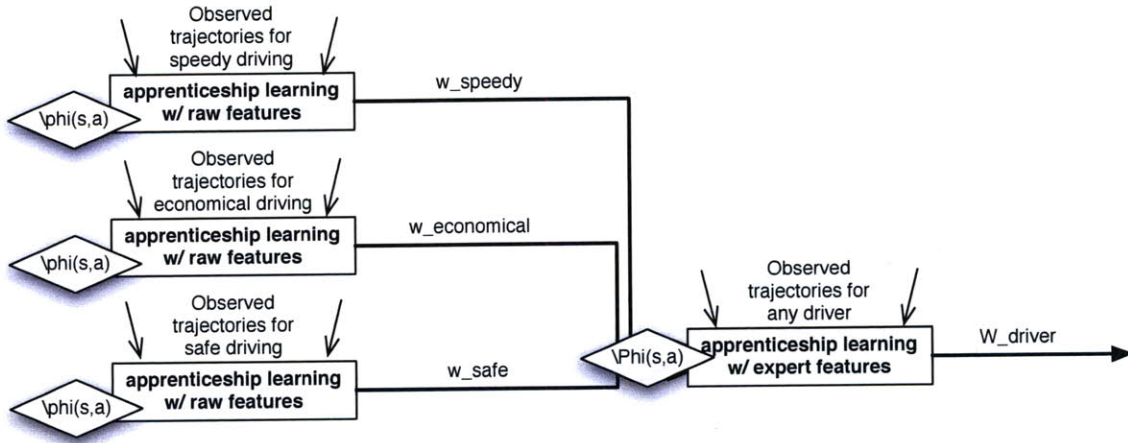 Observed
trajectories for
speedy driving
apprenticeship learning
w/ raw features
\phi(s,a)
w_speedy
Observed
trajectories for
economical driving
apprenticeship learning
w/ raw features
\phi(s,a)
w_economical
Observed
trajectories for
safe driving
apprenticeship learning
w/ raw features
\phi(s,a)
w_safe
Observed
trajectories for
any driver
\Phi(s,a)
apprenticeship learning
w/ expert features
W_driver